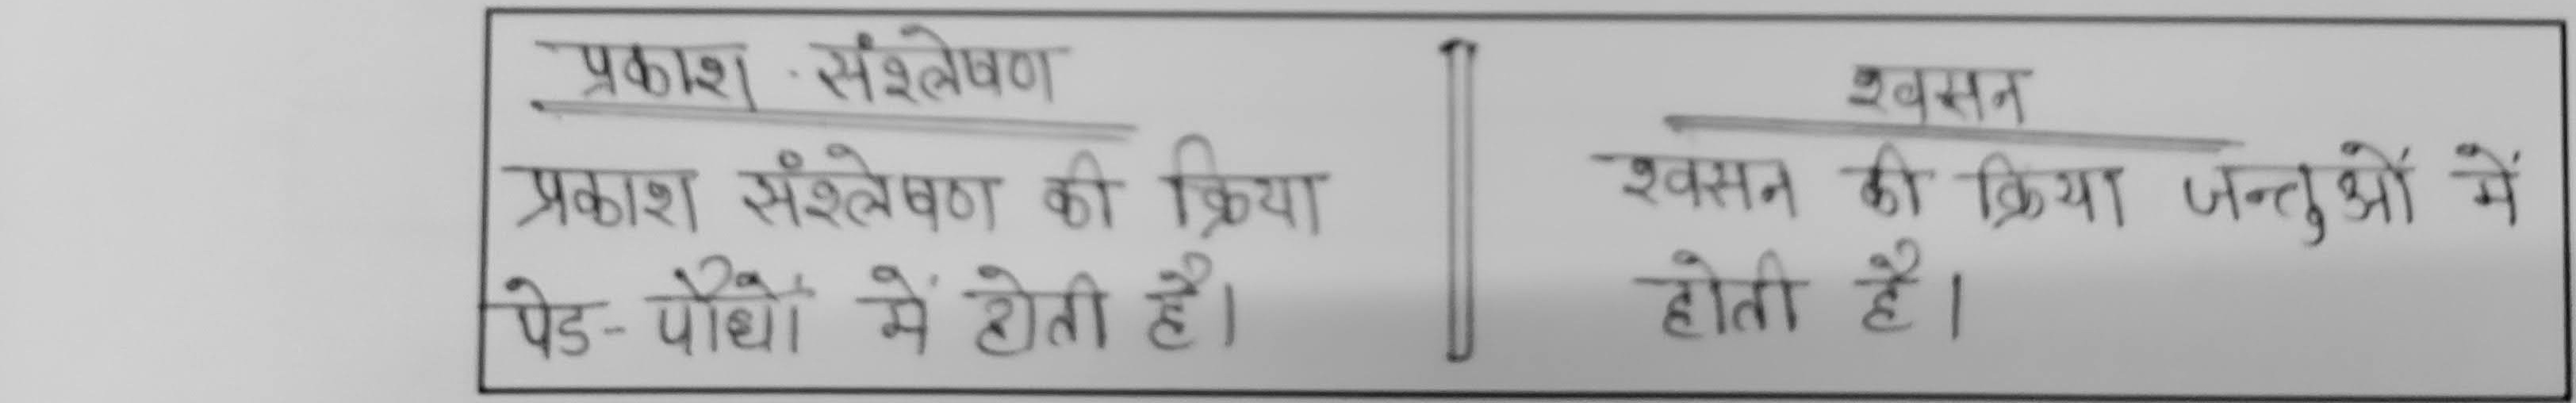 प्रकाश संश्लेषण
प्रकाश संश्लेषण की क्रिया
पेड-पौधों में होती है।
श्वसन
श्वसन की क्रिया जन्तुओं में
होती है।